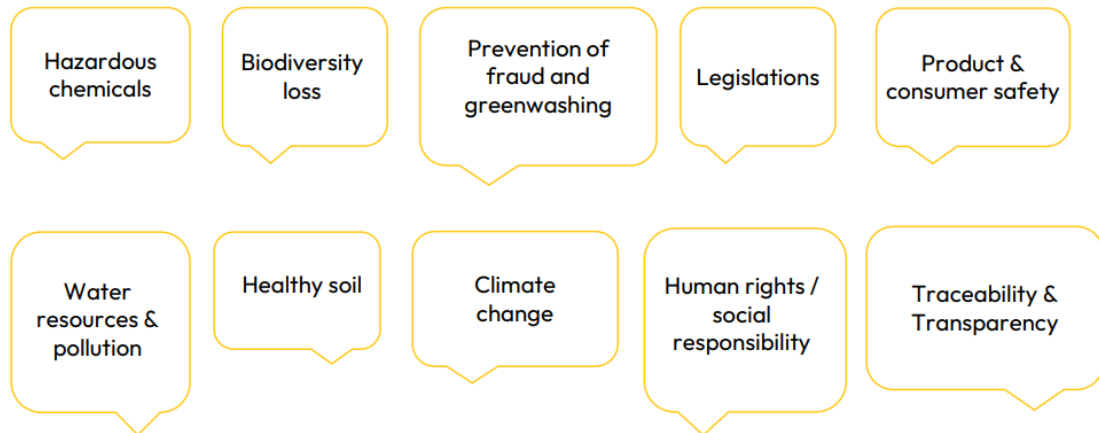 Hazardous
chemicals
Biodiversity
loss
Prevention of
fraud and
greenwashing
Legislations
Product &
consumer safety
Water
resources &
pollution
Healthy soil
Climate
change
Human rights /
social
responsibility
Traceability &
Transparency